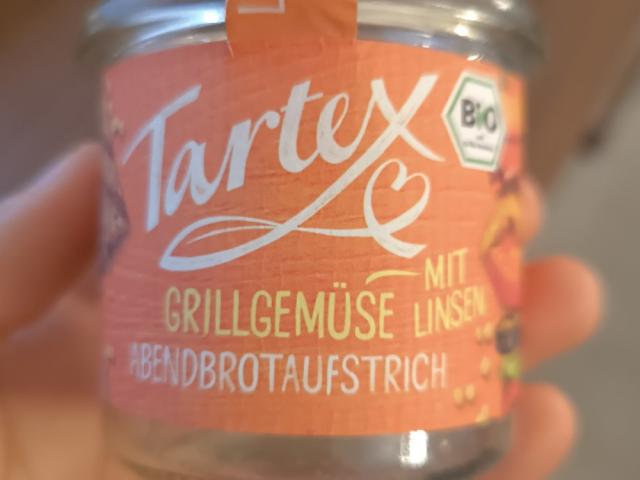 Tartex
Bio
GRILLGEMÜSE MIT
LINSEN
ABENDBROTAUFSTRICH